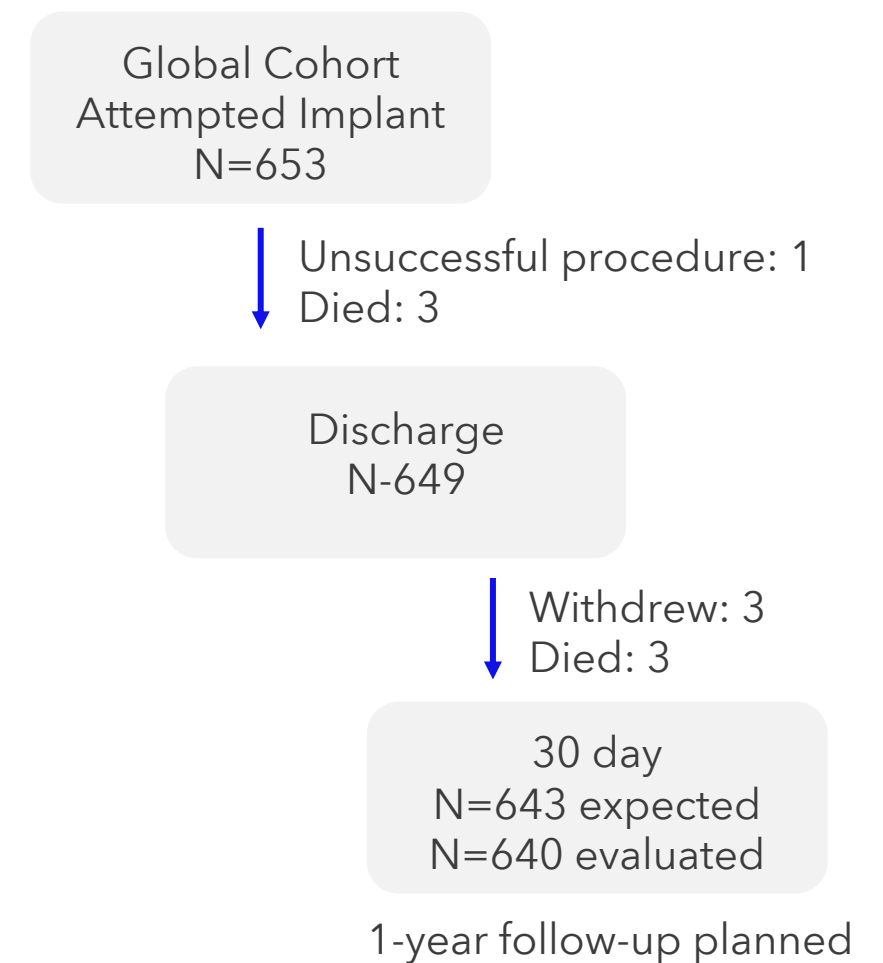 Global Cohort
Attempted Implant
N=653
Unsuccessful procedure: 1
Died: 3
Discharge
N-649
Withdrew: 3
Died: 3
30 day
N=643 expected
N=640 evaluated
1-year follow-up planned